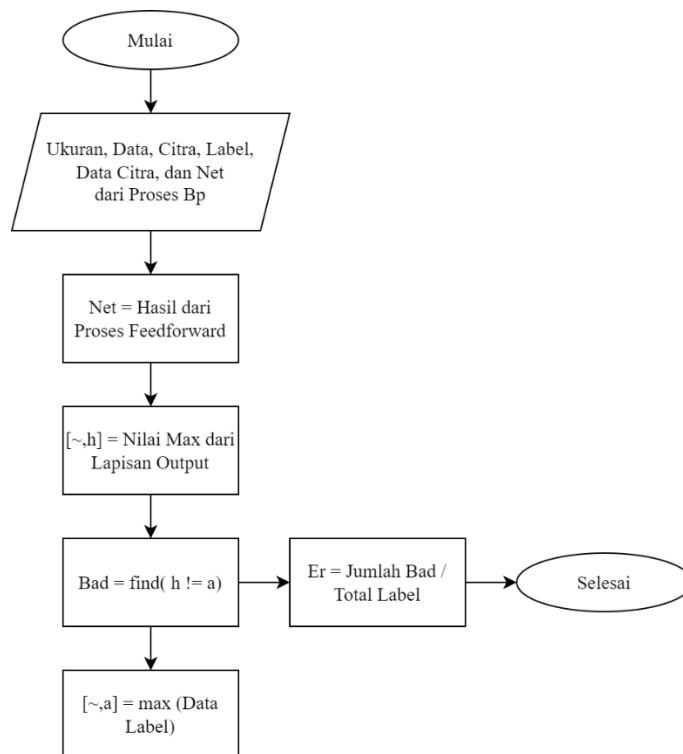 Mulai
Ukuran, Data, Citra, Label,
Data Citra, dan Net
dari Proses Bp
Net = Hasil dari
Proses Feedforward
[~,h] = Nilai Max dari
Lapisan Output
Bad = find( h != a)
Er = Jumlah Bad /
Total Label
Selesai
[~,a] = max (Data
Label)